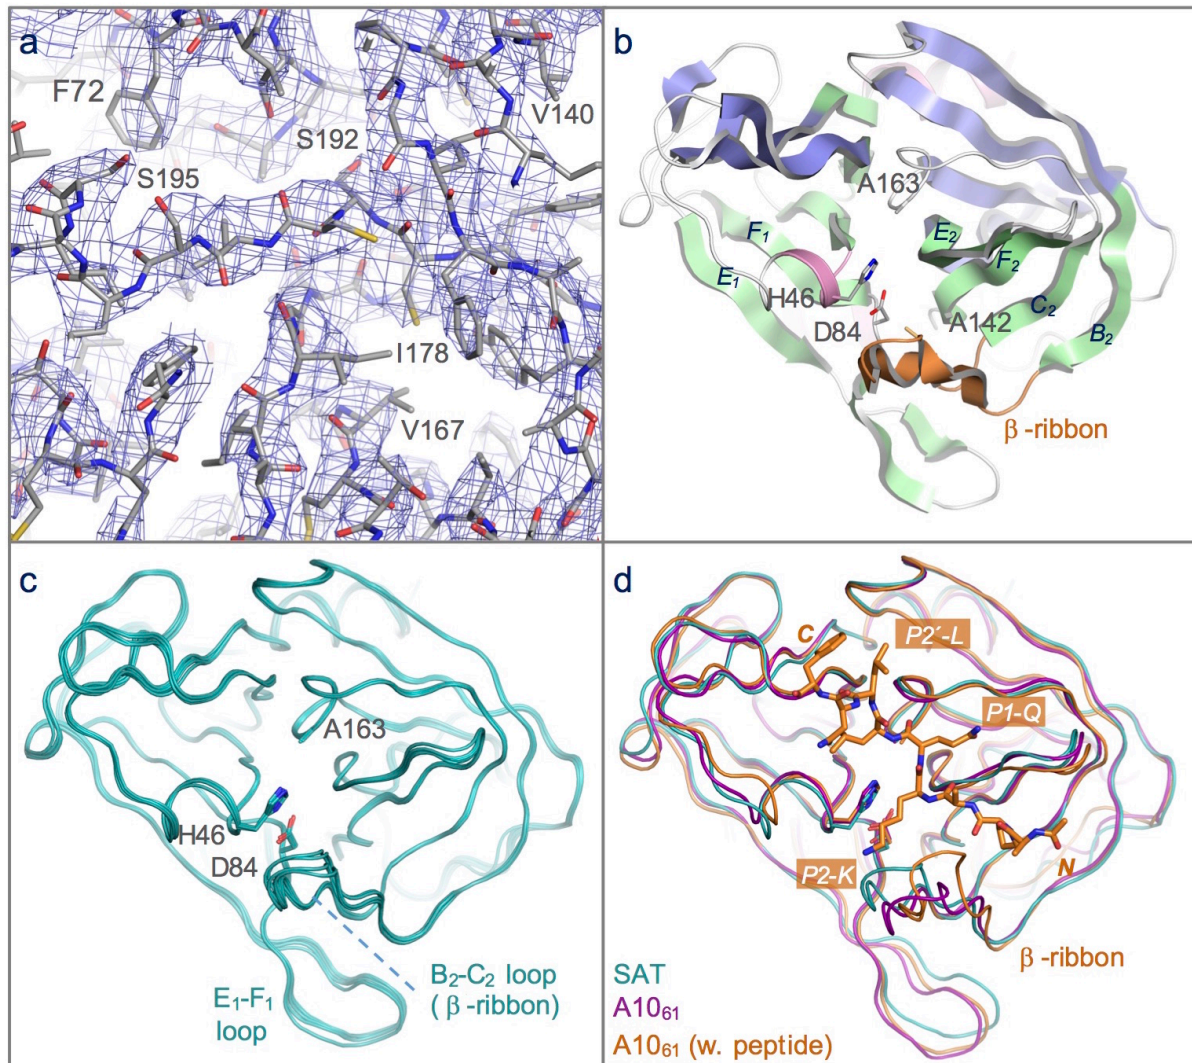 a
F72
S192
V140
S195
I178
V167
b
A163
F₁
E₂
F₂
E₁
H46
C₂
D84
A142
B₂
β-ribbon
c
A163
H46
D84
E₁-F₁
loop
B₂-C₂ loop
(β-ribbon)
d
C
P2´-L
P1-Q
P2-K
N
β-ribbon
SAT
A10₆₁
A10₆₁ (w. peptide)